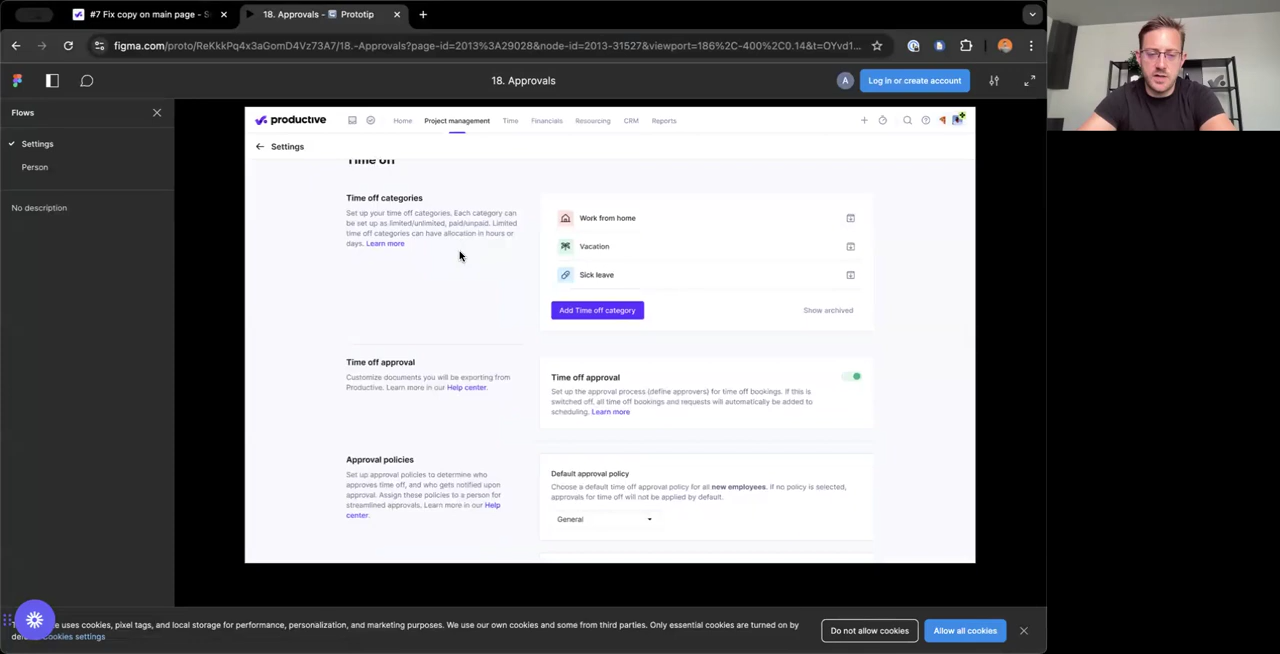 #7 Fix copy on main page - S
18. Approvals - Prototip
figma.com/proto/ReKkkPq4x3aGomD4Vz73A7/18.-Approvals?page-id=2013%3A29028&node-id=2013-31527&viewport=186%2C-400%2C0.14&t=OYvd1...
18. Approvals
A
Log in or create account
Flows
Settings
Person
No description
productive
Home
Project management
Time
Financials
Resourcing
CRM
Reports
Settings
Time off
Time off categories
Set up your time off categories. Each category can
be set up as limited/unlimited, paid/unpaid. Limited
time off categories can have allocation in hours or
days. Learn more
Work from home
Vacation
Sick leave
Add Time off category
Show archived
Time off approval
Customize documents you will be exporting from
Productive. Learn more in our Help center.
Time off approval
Set up the approval process (define approvers) for time off bookings. If this
is switched off, all time off bookings and requests will automatically be added to
scheduling. Learn more
Approval policies
Set up approval policies to determine who
approves time off, and who gets notified upon
approval. Assign these policies to a person for
streamlined approvals. Learn more in our Help
center.
Default approval policy
Choose a default time off approval policy for all new employees. If no policy is selected,
approvals for time off will not be applied by default.
General
uses cookies, pixel tags, and local storage for performance, personalization, and marketing purposes. We use our own cookies and some from third parties. Only essential cookies are turned on by
Cookies settings
Do not allow cookies
Allow all cookies